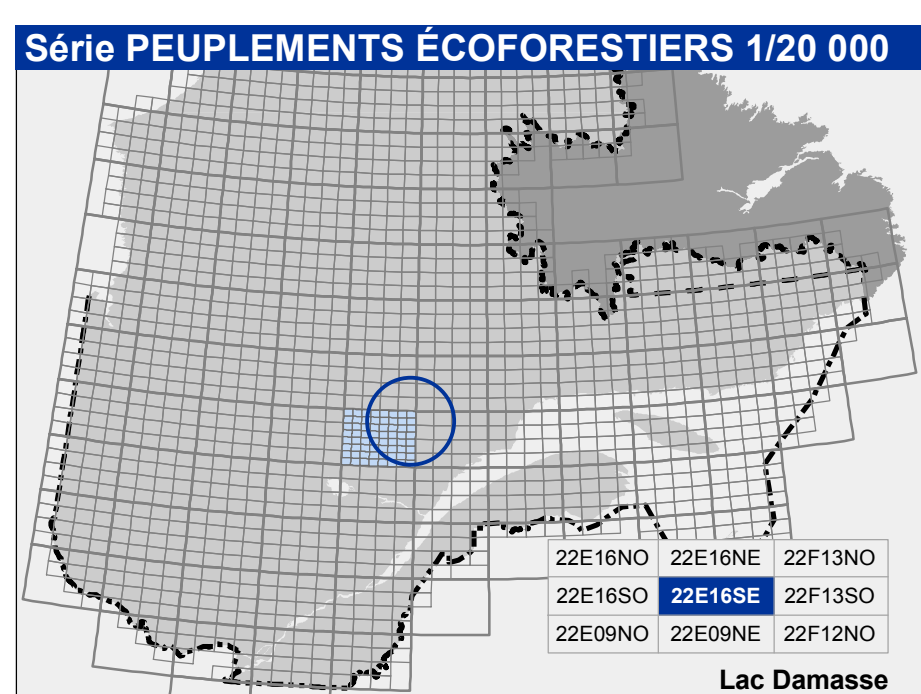 Série PEUPLEMENTS ÉCOFORESTIERS 1/20 000
22E16NO 22E16NE 22F13NO
22E16SO 22E16SE 22F13SO
22E09NO 22E09NE 22F12NO
Lac Damasse